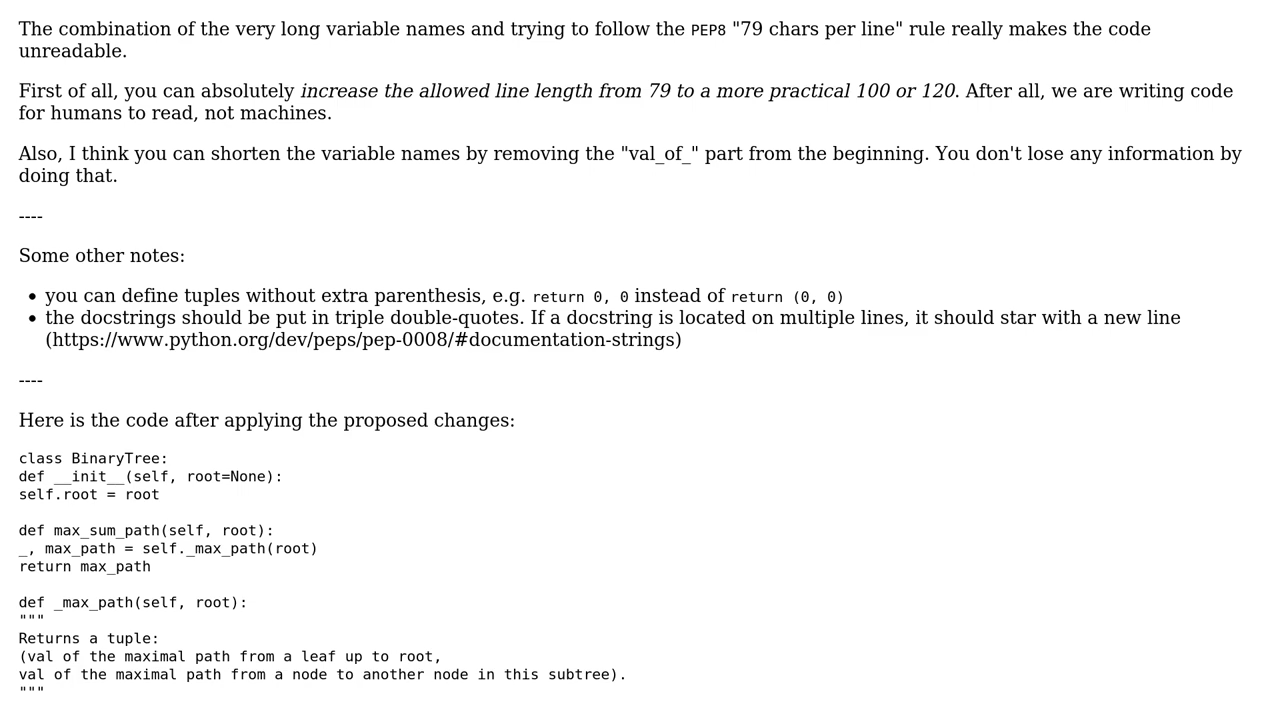 The combination of the very long variable names and trying to follow the PEP8 "79 chars per line" rule really makes the code
unreadable.
First of all, you can absolutely increase the allowed line length from 79 to a more practical 100 or 120. After all, we are writing code
for humans to read, not machines.
Also, I think you can shorten the variable names by removing the "val_of_" part from the beginning. You don't lose any information by
doing that.
----
Some other notes:
• you can define tuples without extra parenthesis, e.g. return 0, 0 instead of return (0, 0)
• the docstrings should be put in triple double-quotes. If a docstring is located on multiple lines, it should star with a new line
(https://www.python.org/dev/peps/pep-0008/#documentation-strings)
----
Here is the code after applying the proposed changes:
class BinaryTree:
def __init__(self, root=None):
self.root = root
def max_sum_path(self, root):
_, max_path = self._max_path(root)
return max_path
def _max_path(self, root):
"""
Returns a tuple:
(val of the maximal path from a leaf up to root,
val of the maximal path from a node to another node in this subtree).
"""